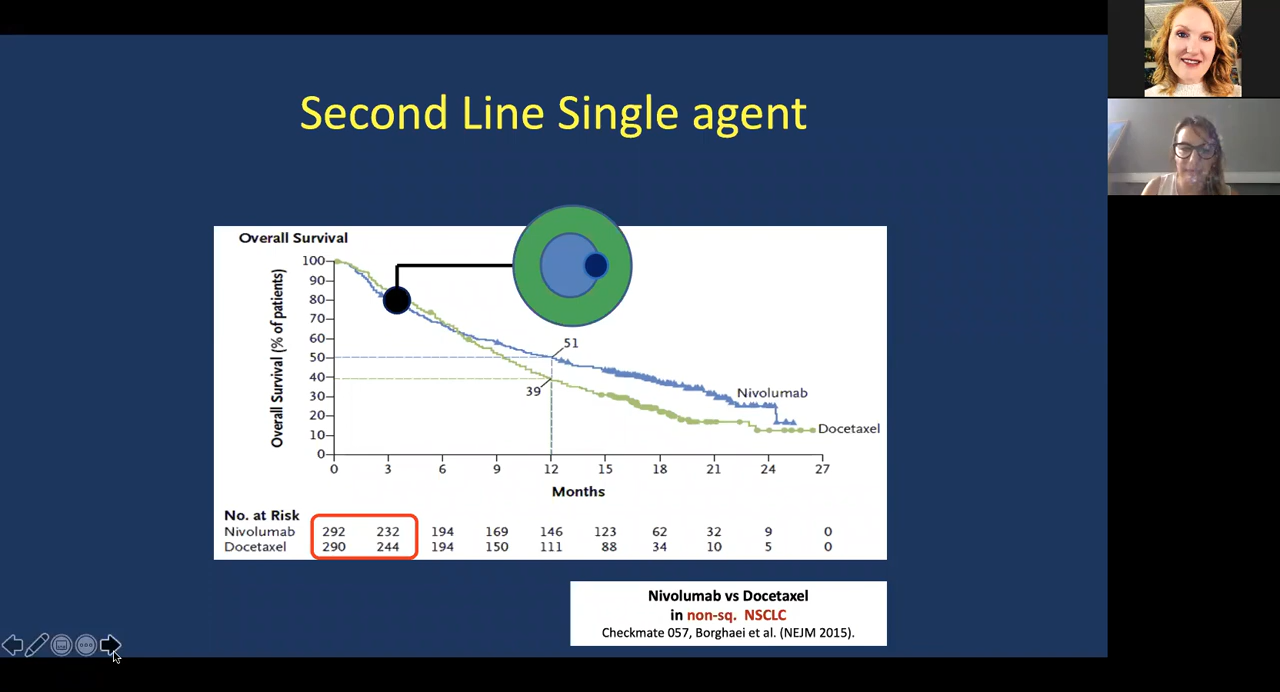 Second Line Single agent
Overall Survival
Overall Survival (% of patients)
100
90
80
70
60
50
40
30
20
10
0
51
39
Nivolumab
Docetaxel
0 3 6 9 12 15 18 21 24 27
Months
No. at Risk
Nivolumab 292 232 194 169 146 123 62 32 9 0
Docetaxel 290 244 194 150 111 88 34 10 5 0
Nivolumab vs Docetaxel
in non-sq. NSCLC
Checkmate 057, Borghaei et al. (NEJM 2015).